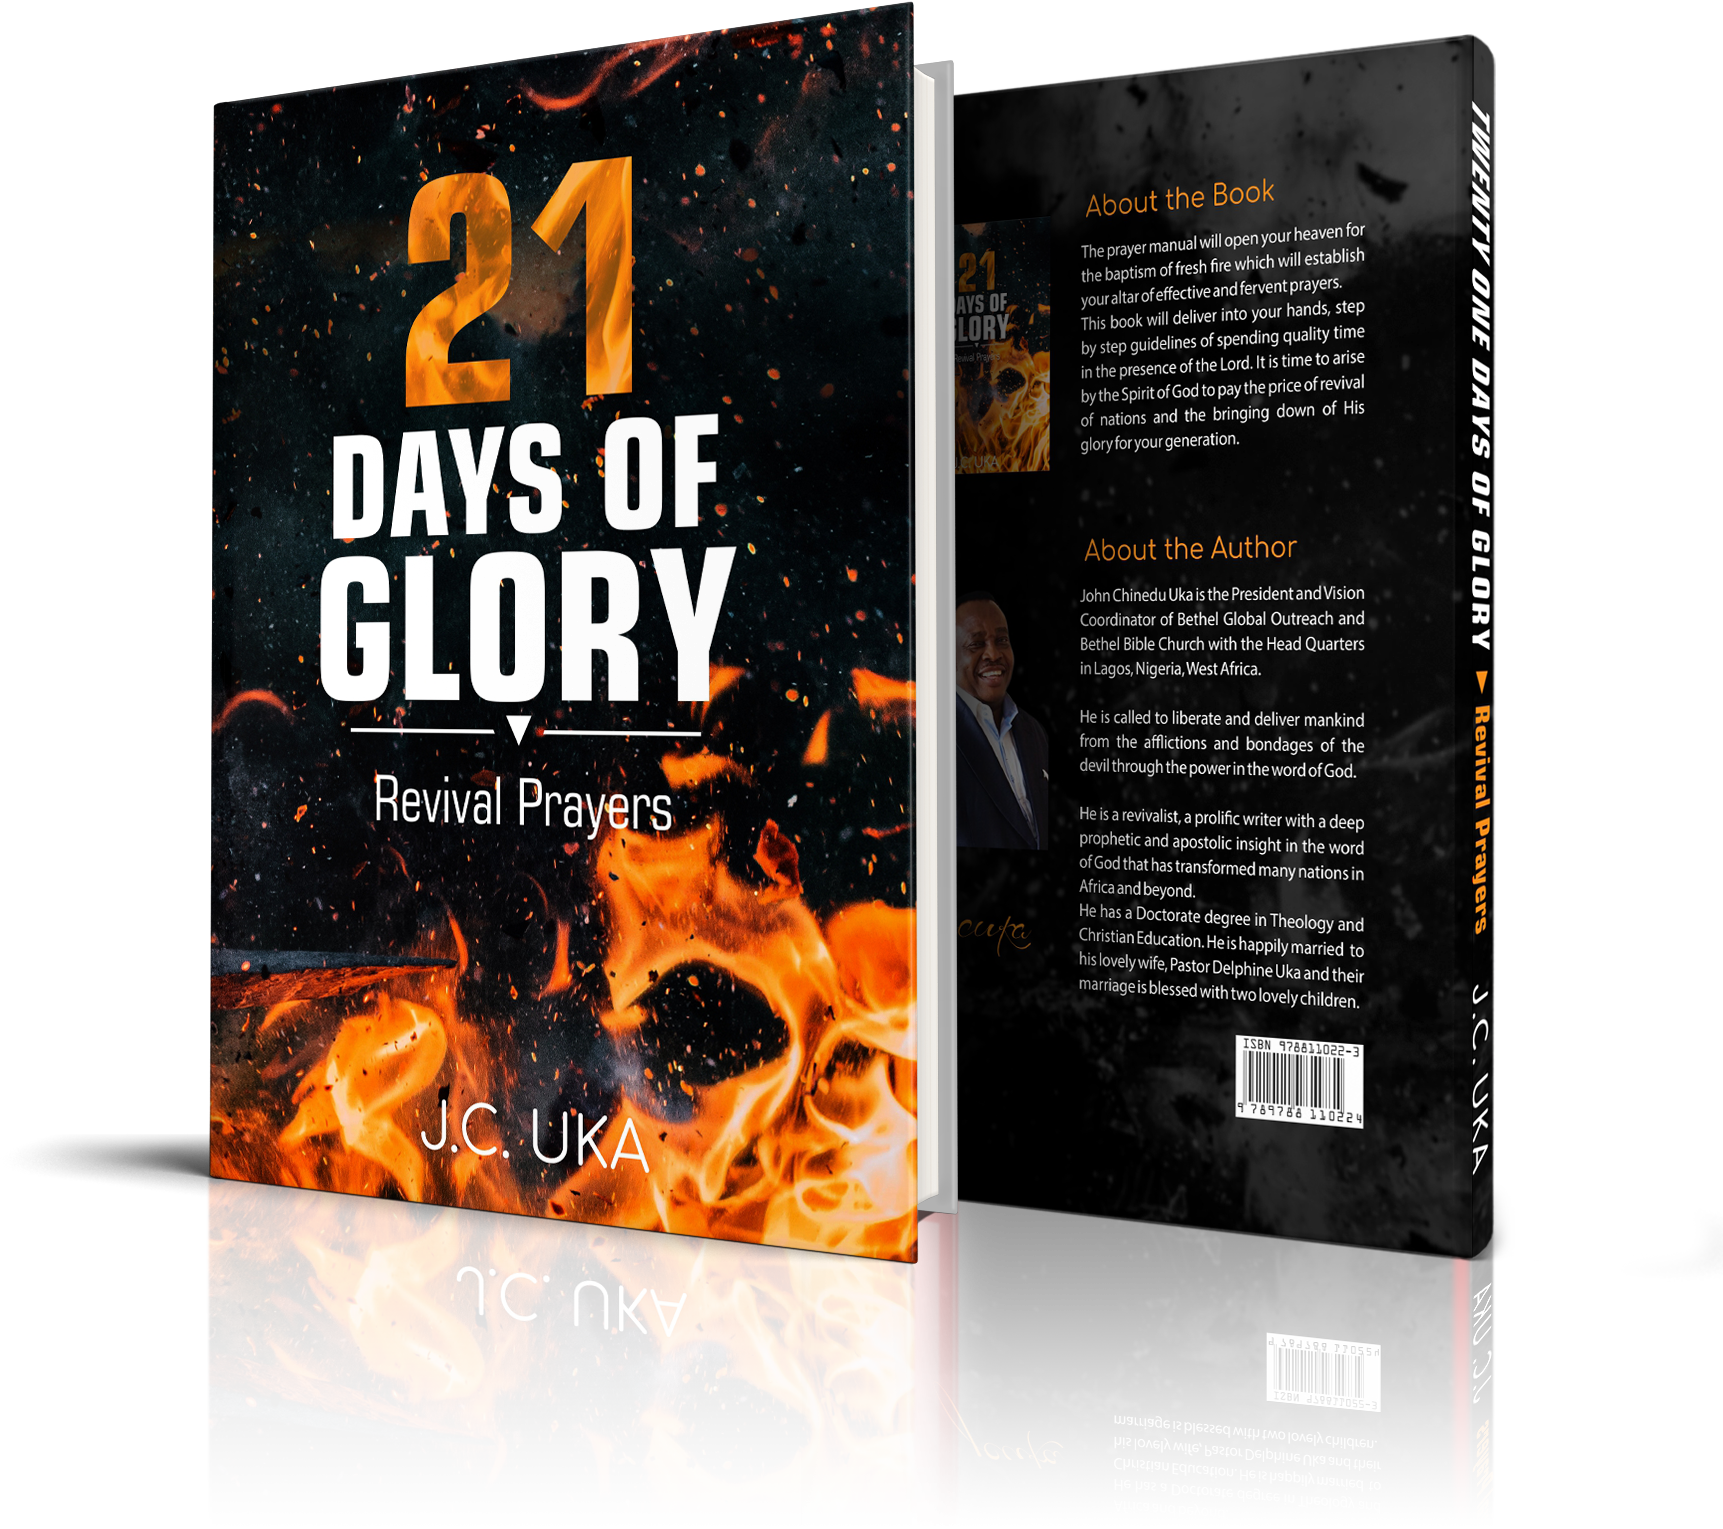 21
DAYS OF
GLORY
Revival Prayers
J.C. UKA
About the Book
The prayer manual will open your heaven for
the baptism of fresh fire which will establish
your altar of effective and fervent prayers.
This book will deliver into your hands, step
by step guidelines of spending quality time
in the presence of the Lord. It is time to arise
by the Spirit of God to pay the price of revival
of nations and the bringing down of His
glory for your generation.
21
DAYS OF
GLORY
Revival Prayers
UKA
About the Author
John Chinedu Uka is the President and Vision
Coordinator of Bethel Global Outreach and
Bethel Bible Church with the Head Quarters
in Lagos, Nigeria, West Africa.
He is called to liberate and deliver mankind
from the afflictions and bondages of the
devil through the power in the word of God.
He is a revivalist, a prolific writer with a deep
prophetic and apostolic insight in the word
of God that has transformed many nations in
Africa and beyond.
He has a Doctorate degree in Theology and
Christian Education. He is happily married to
his lovely wife, Pastor Delphine Uka and their
marriage is blessed with two lovely children.
ISBN 978811022-3
9 789788 110224
TWENTY ONE DAYS OF GLORY Revival Prayers J.C. UKA